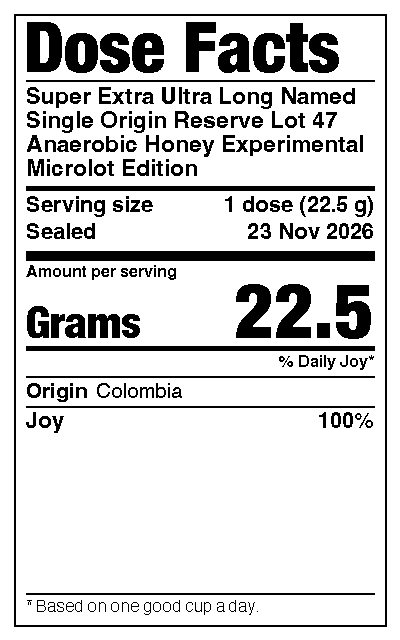 Dose Facts
Super Extra Ultra Long Named
Single Origin Reserve Lot 47
Anaerobic Honey Experimental
Microlot Edition
Serving size 1 dose (22.5 g)
Sealed 23 Nov 2026
Amount per serving
Grams 22.5
% Daily Joy*
Origin Colombia
Joy 100%
* Based on one good cup a day.